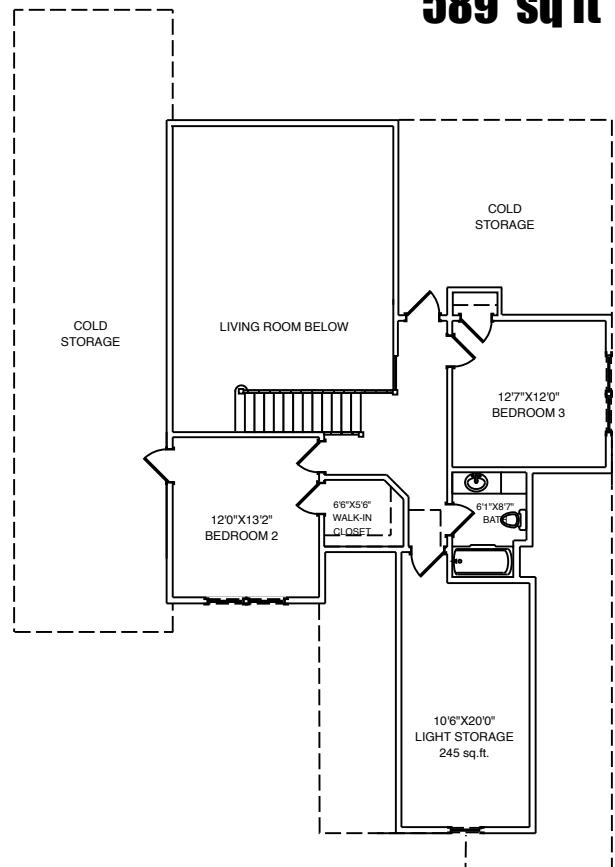 589 sq ft
COLD
STORAGE
COLD
STORAGE
LIVING ROOM BELOW
12'7"X12'0"
BEDROOM 3
6'6"X5'6"
WALK-IN
CLOSET
6'1"X8'7"
BATH
12'0"X13'2"
BEDROOM 2
10'6"X20'0"
LIGHT STORAGE
245 sq.ft.